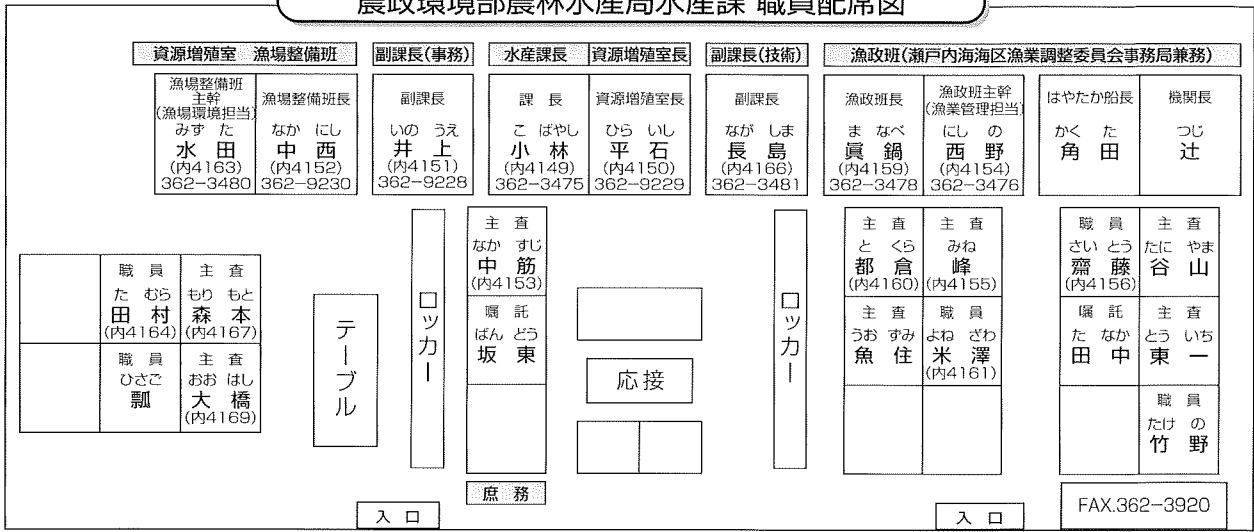 農政環境部農林水産局水産課 職員配席図
資源増殖室 漁場整備班
副課長(事務)
水産課長
資源増殖室長
副課長(技術)
漁政班(瀬戸内海海区漁業調整委員会事務局兼務)
漁場整備班
主幹
(漁場環境担当)
みず た
水 田
(内4163)
362-3480
漁場整備班長
なか にし
中 西
(内4152)
362-9230
副課長
いの うえ
井 上
(内4151)
362-9228
課 長
こ ばやし
小 林
(内4149)
362-3475
資源増殖室長
ひら いし
平 石
(内4150)
362-9229
副課長
なが しま
長 島
(内4166)
362-3481
漁政班長
ま なべ
眞 鍋
(内4159)
362-3478
漁政班主幹
(漁業管理担当)
にし の
西 野
(内4154)
362-3476
はやたか船長
かく た
角 田
機関長
つじ
辻
職 員
た むら
田 村
(内4164)
主 査
もり もと
森 本
(内4167)
職 員
ひさご
瓢
主 査
おお はし
大 橋
(内4169)
テーブル
ロッカー
主 査
なか すじ
中 筋
(内4153)
嘱 託
ばん どう
坂 東
庶 務
応接
ロッカー
主 査
と くら
都 倉
(内4160)
主 査
みね
峰
(内4155)
主 査
うお ずみ
魚 住
職 員
よね ざわ
米 澤
(内4161)
職 員
さい とう
齋 藤
(内4156)
主 査
たに やま
谷 山
嘱 託
た なか
田 中
主 査
とう いち
東 一
職 員
たけ の
竹 野
入 口
入 口
FAX.362-3920